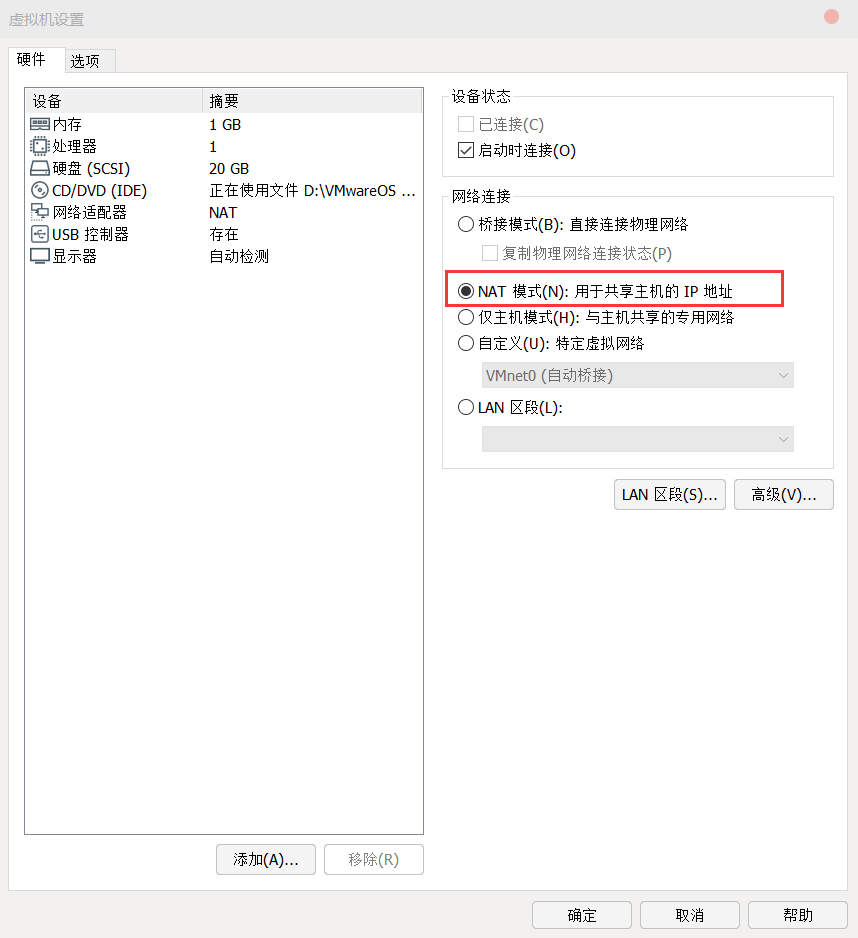 虚拟机设置
硬件 选项
设备 摘要
内存 1 GB
处理器 1
硬盘 (SCSI) 20 GB
CD/DVD (IDE) 正在使用文件 D:\VMwareOS ...
网络适配器 NAT
USB 控制器 存在
显示器 自动检测
添加(A)... 移除(R)
设备状态
已连接(C)
启动时连接(O)
网络连接
桥接模式(B): 直接连接物理网络
复制物理网络连接状态(P)
NAT 模式(N): 用于共享主机的 IP 地址
仅主机模式(H): 与主机共享的专用网络
自定义(U): 特定虚拟网络
VMnet0 (自动桥接)
LAN 区段(L):
LAN 区段(S)... 高级(V)...
确定 取消 帮助